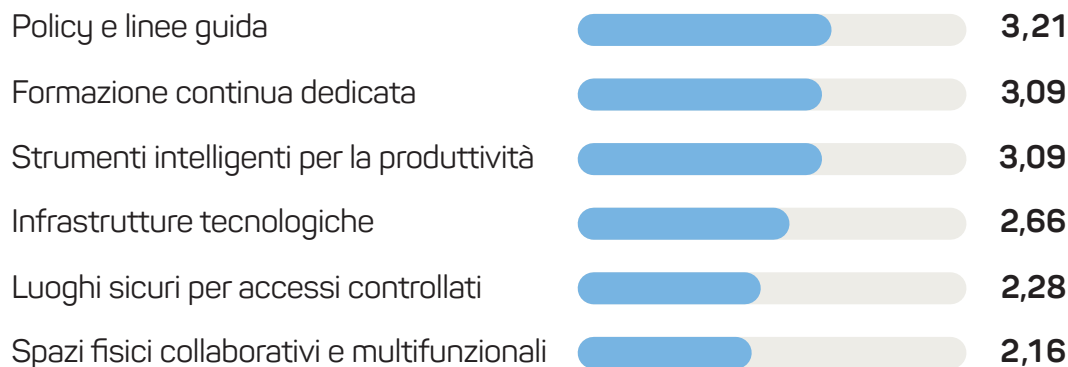 Policy e linee guida 3,21
Formazione continua dedicata 3,09
Strumenti intelligenti per la produttività 3,09
Infrastrutture tecnologiche 2,66
Luoghi sicuri per accessi controllati 2,28
Spazi fisici collaborativi e multifunzionali 2,16